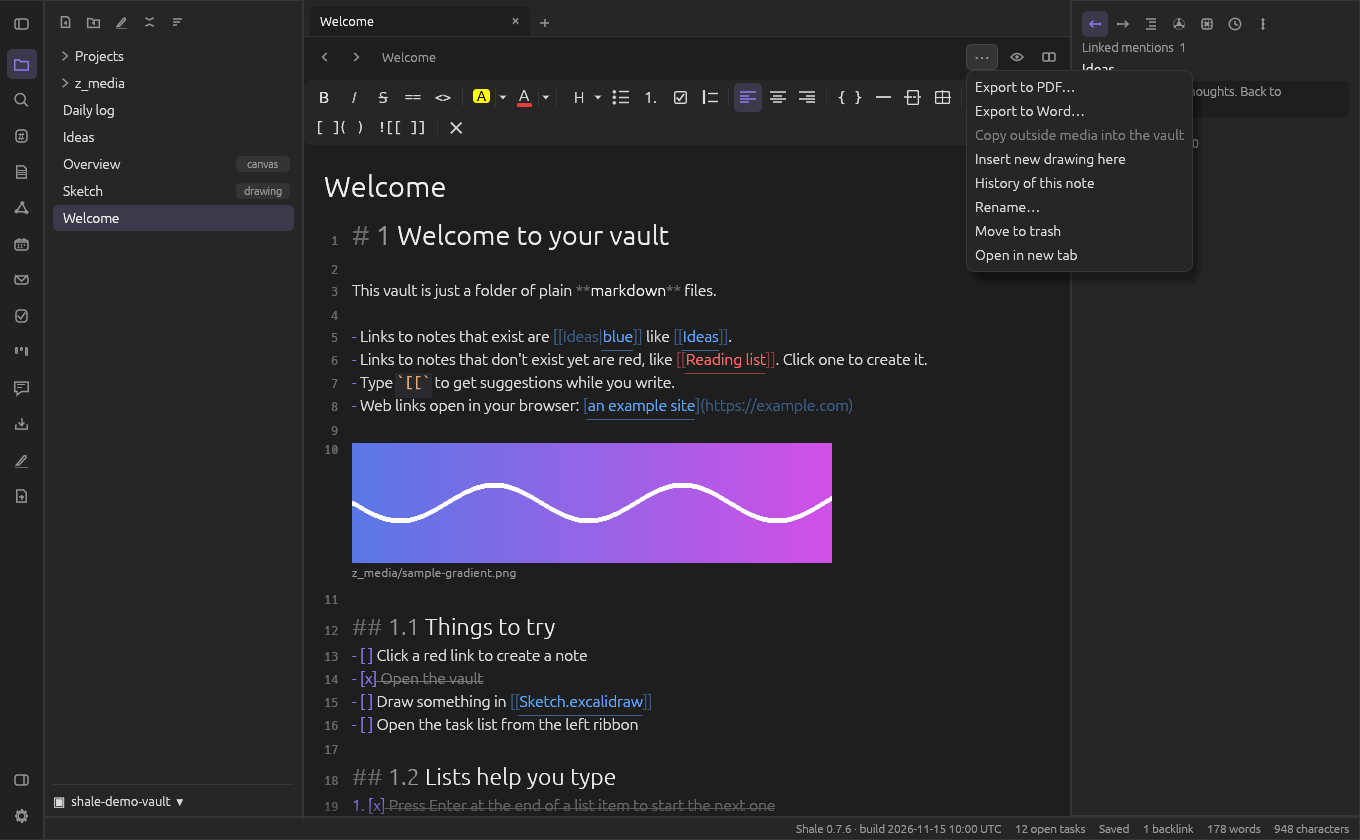 Welcome
Projects
z_media
Daily log
Ideas
Overview canvas
Sketch drawing
Welcome
shale-demo-vault ▾
Welcome
B I S == <> A A H 1. { }
[ ]( ) ![[ ]]
Welcome
1 # 1 Welcome to your vault
2
3 This vault is just a folder of plain **markdown** files.
4
5 - Links to notes that exist are [[Ideas|blue]] like [[Ideas]].
6 - Links to notes that don't exist yet are red, like [[Reading list]]. Click one to create it.
7 - Type `[[` to get suggestions while you write.
8 - Web links open in your browser: [an example site](https://example.com)
9
10
z_media/sample-gradient.png
11
12 ## 1.1 Things to try
13 - [ ] Click a red link to create a note
14 - [x] Open the vault
15 - [ ] Draw something in [[Sketch.excalidraw]]
16 - [ ] Open the task list from the left ribbon
17
18 ## 1.2 Lists help you type
19 1. [x] Press Enter at the end of a list item to start the next one
Export to PDF…
Export to Word…
Copy outside media into the vault
Insert new drawing here
History of this note
Rename…
Move to trash
Open in new tab
Linked mentions 1
Ideas
houghts. Back to
0
Shale 0.7.6 · build 2026-11-15 10:00 UTC 12 open tasks Saved 1 backlink 178 words 948 characters